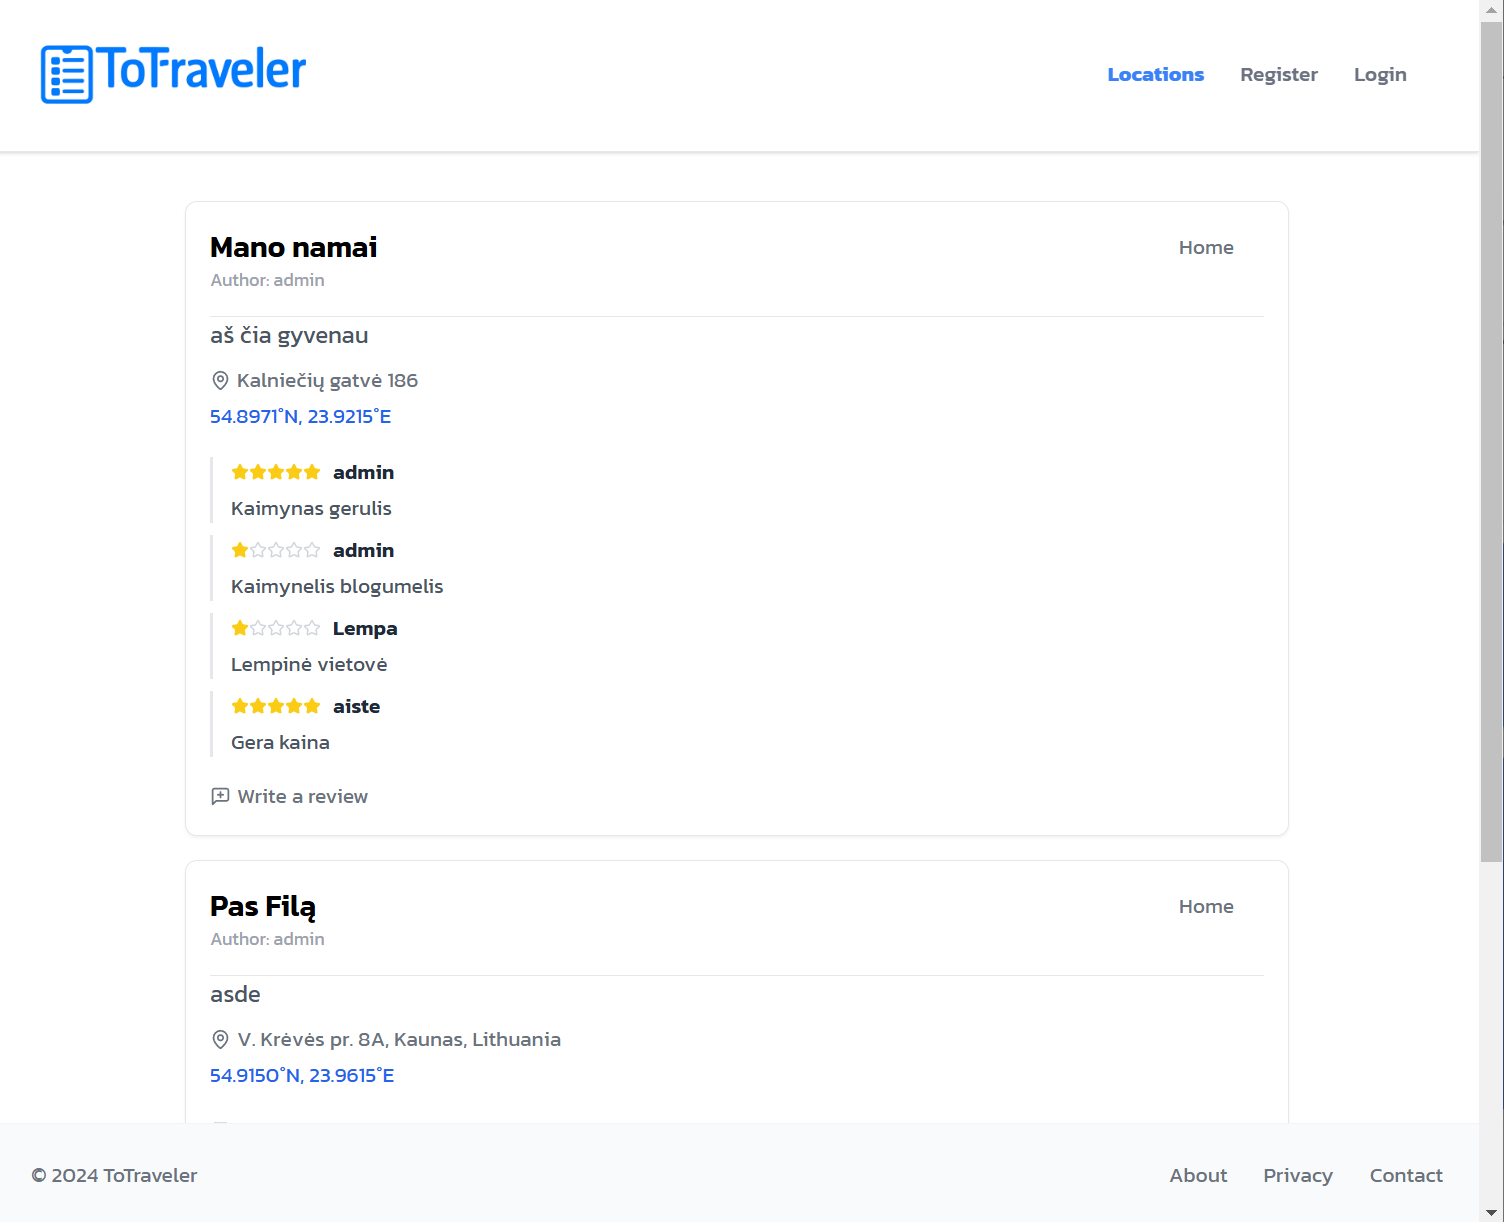 ToTraveler
Locations Register Login
Mano namai
Home
Author: admin
aš čia gyvenau
Kalniečių gatvė 186
54.8971°N, 23.9215°E
admin
Kaimynas gerulis
admin
Kaimynelis blogumelis
Lempa
Lempinė vietovė
aiste
Gera kaina
Write a review
Pas Filą
Home
Author: admin
asde
V. Krėvės pr. 8A, Kaunas, Lithuania
54.9150°N, 23.9615°E
© 2024 ToTraveler
About Privacy Contact